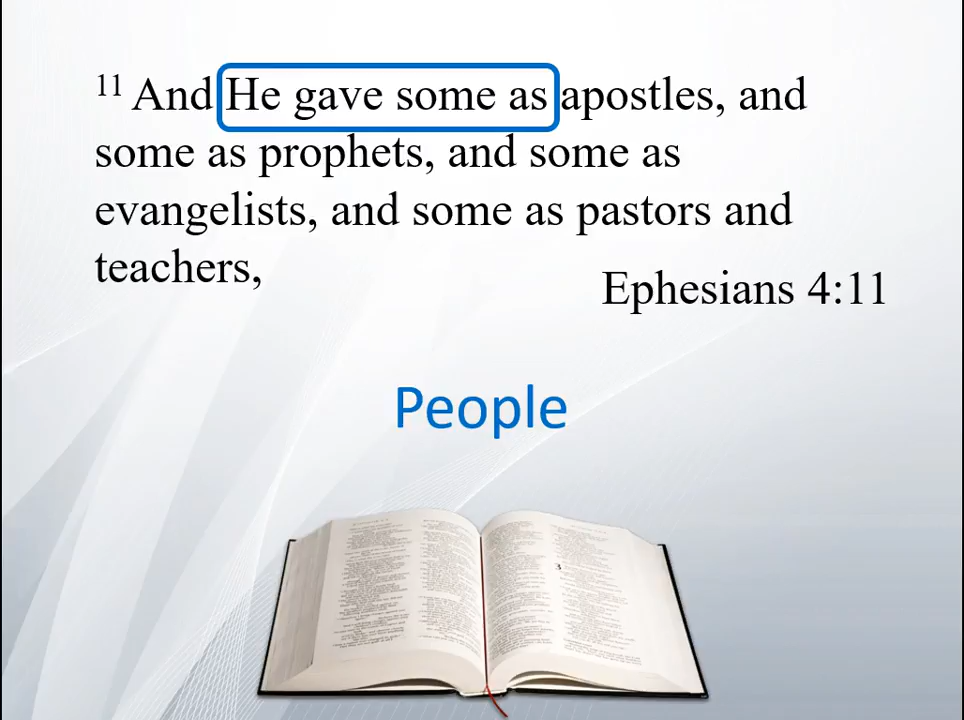 11 And He gave some as apostles, and
some as prophets, and some as
evangelists, and some as pastors and
teachers,
Ephesians 4:11
People
3